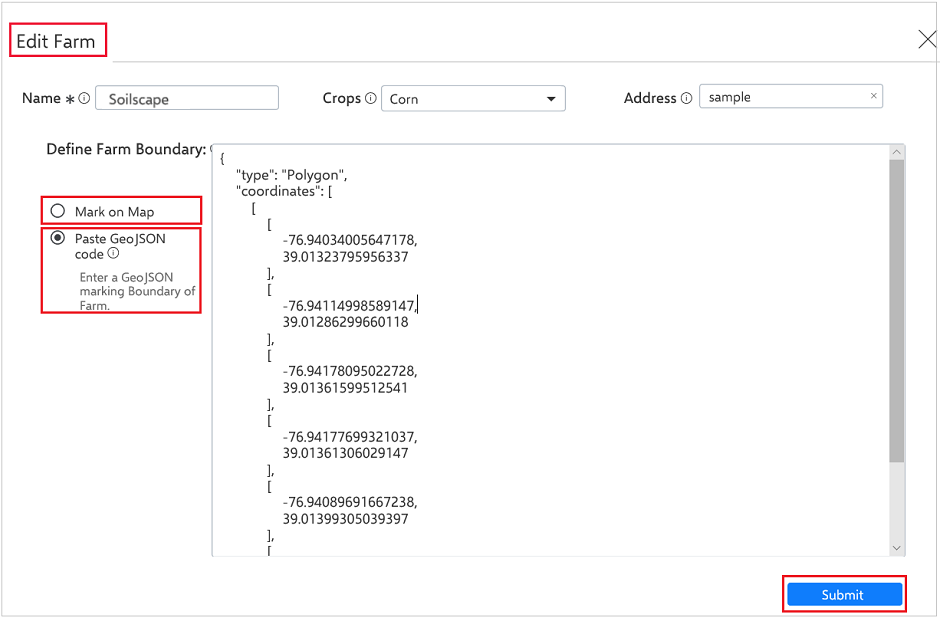 Edit Farm
Name * Soilscape Crops Corn Address sample ×
Define Farm Boundary:
{
"type": "Polygon",
"coordinates": [
[
[
-76.94034005647178,
39.01323795956337
],
[
-76.94114998589147,
39.01286299660118
],
[
-76.94178095022728,
39.01361599512541
],
[
-76.94177699321037,
39.01361306029147
],
[
-76.94089691667238,
39.01399305039397
],
[
Mark on Map
Paste GeoJSON
code
Enter a GeoJSON
marking Boundary of
Farm.
Submit